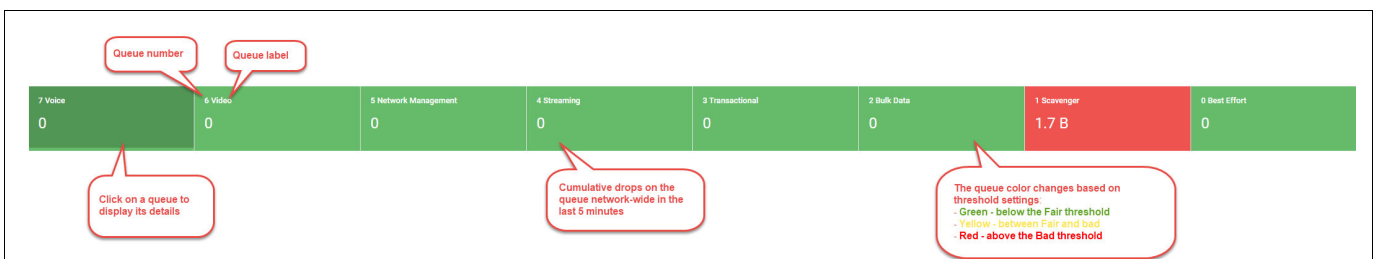 Queue number
Queue label
7 Voice
6 Video
5 Network Management
4 Streaming
3 Transactional
2 Bulk Data
1 Scavenger
0 Best Effort
0
0
0
0
0
0
1.7 B
0
Click on a queue to
display its details
Cumulative drops on the
queue network-wide in the
last 5 minutes
The queue color changes based on
threshold settings:
- Green - below the Fair threshold
- Yellow - between Fair and bad
- Red - above the Bad threshold